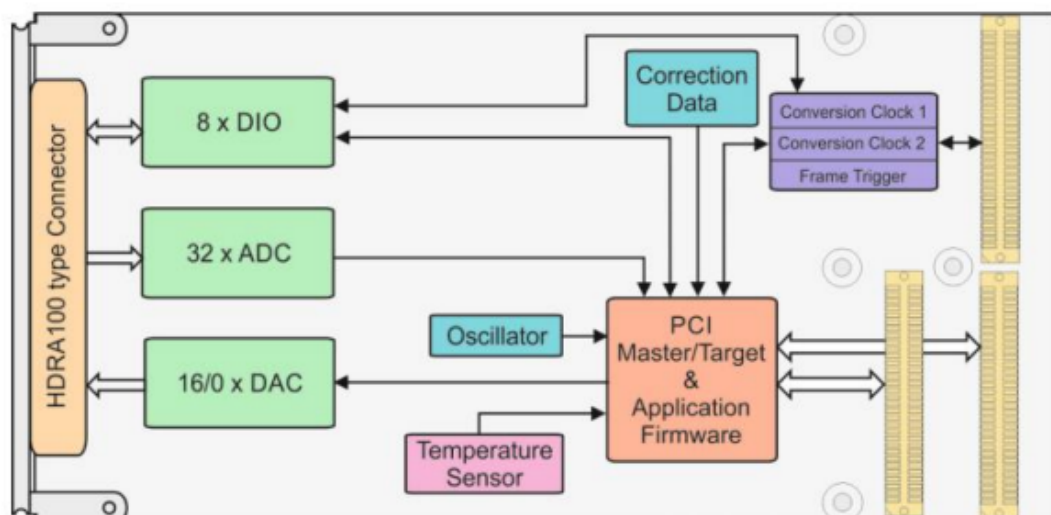 HDRA100 type Connector
8 x DIO
32 x ADC
16/0 x DAC
Correction
Data
Conversion Clock 1
Conversion Clock 2
Frame Trigger
Oscillator
Temperature
Sensor
PCI
Master/Target
&
Application
Firmware